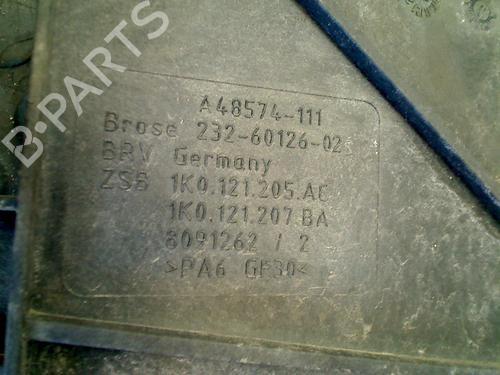 B-PARTS
A48574-111
Brose 232-60126-02
BRV Germany
ZSB 1K0.121.205.AC
1K0.121.207.BA
8091262 / 2
>PA6 GF30<